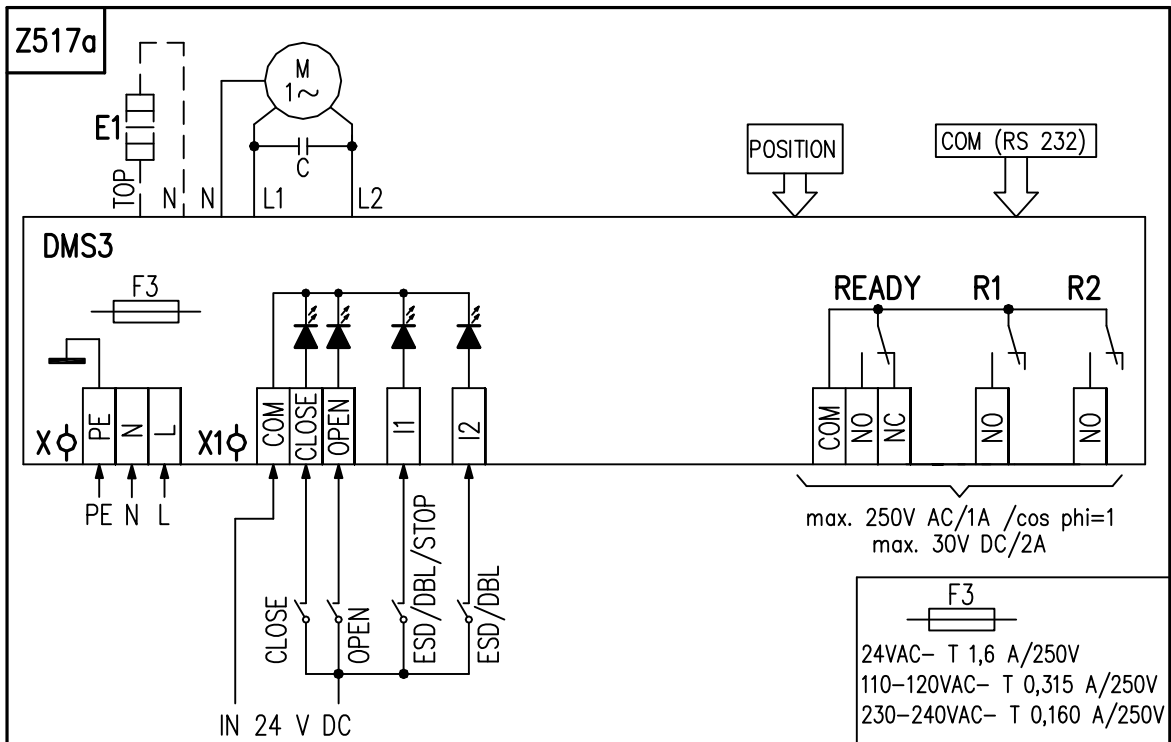 Z517a
M
1~
E1
C
TOP
N
N
L1
L2
POSITION
COM (RS 232)
DMS3
F3
READY
R1
R2
X
PE
N
L
X1
COM
CLOSE
OPEN
I1
I2
COM
NO
NC
NO
NO
PE N L
max. 250V AC/1A /cos phi=1
max. 30V DC/2A
CLOSE
OPEN
ESD/DBL/STOP
ESD/DBL
IN 24 V DC
F3
24VAC- T 1,6 A/250V
110-120VAC- T 0,315 A/250V
230-240VAC- T 0,160 A/250V